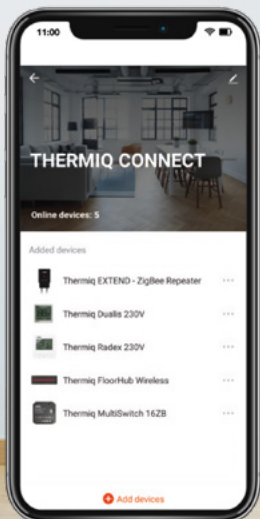 11:00
THERMIQ CONNECT
Online devices: 5
Added devices
Thermiq EXTEND - ZigBee Repeater
Thermiq Dualis 230V
Thermiq Radex 230V
Thermiq FloorHub Wireless
Thermiq MultiSwitch 16ZB
Add devices